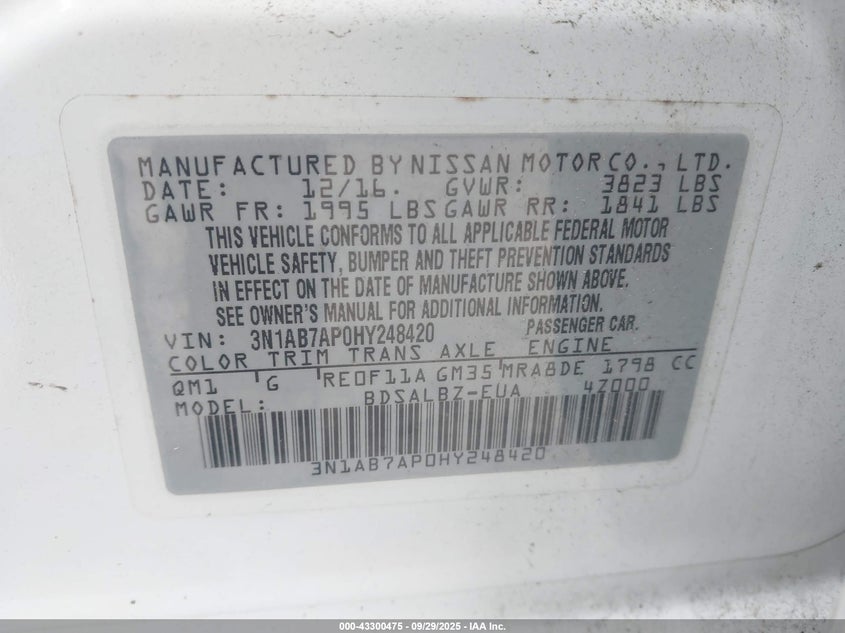 MANUFACTURED BY NISSAN MOTOR CO., LTD.
DATE: 12/16. GVWR: 3823 LBS
GAWR FR: 1995 LBS GAWR RR: 1841 LBS
THIS VEHICLE CONFORMS TO ALL APPLICABLE FEDERAL MOTOR
VEHICLE SAFETY, BUMPER AND THEFT PREVENTION STANDARDS
IN EFFECT ON THE DATE OF MANUFACTURE SHOWN ABOVE.
SEE OWNER'S MANUAL FOR ADDITIONAL INFORMATION.
VIN: 3N1AB7AP0HY248420 PASSENGER CAR.
COLOR TRIM TRANS AXLE ENGINE
QM1 G RE0F11A GM35 MRA8DE 1798 CC
MODEL: BDSALBZ-EUA 4Z000
3N1AB7AP0HY248420
000-43300475 - 09/29/2025 - IAA Inc.